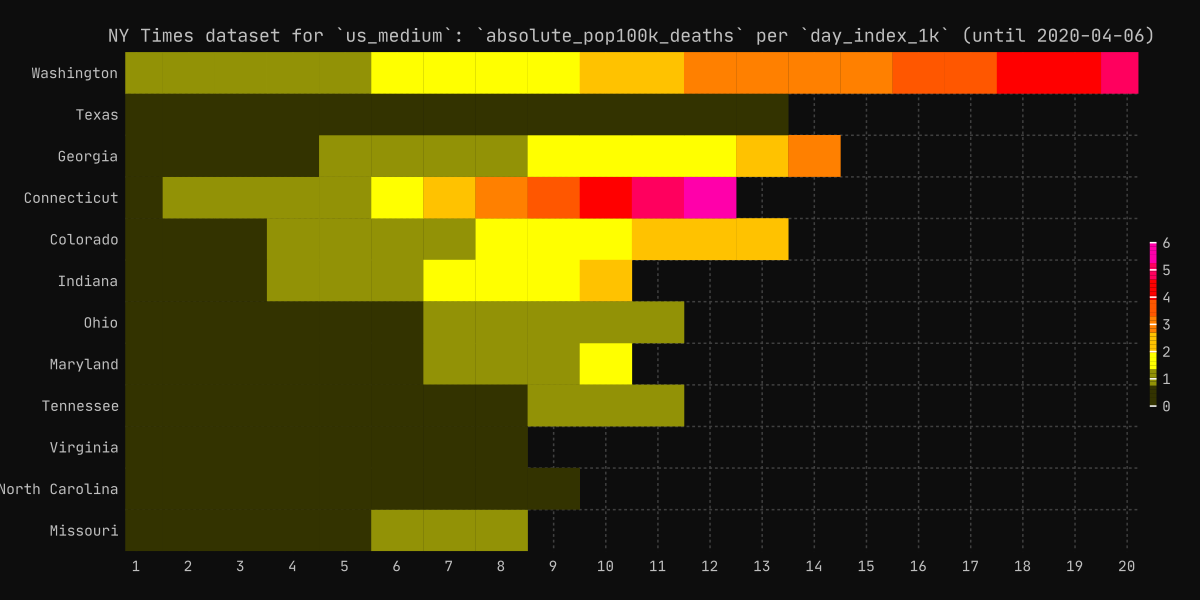 NY Times dataset for `us_medium`: `absolute_pop100k_deaths` per `day_index_1k` (until 2020-04-06)
Washington
Texas
Georgia
Connecticut
Colorado
Indiana
Ohio
Maryland
Tennessee
Virginia
North Carolina
Missouri
1 2 3 4 5 6 7 8 9 10 11 12 13 14 15 16 17 18 19 20
6
5
4
3
2
1
0